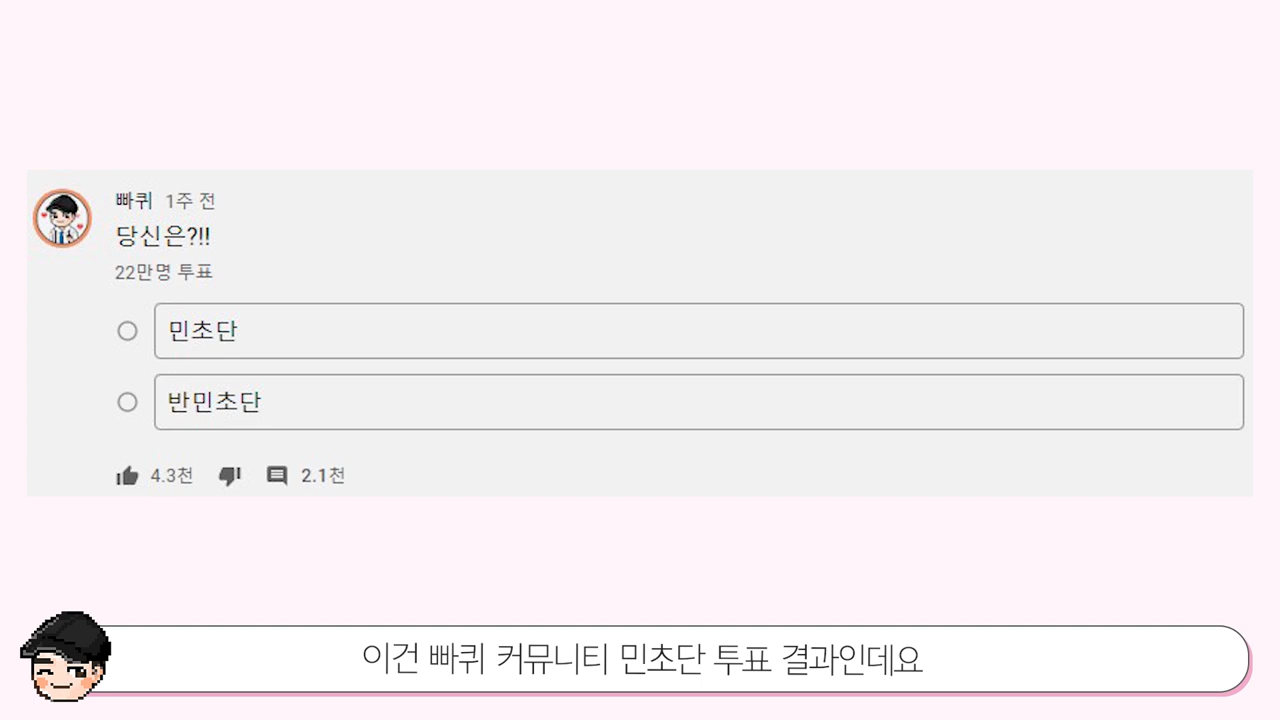 빠퀴 1주 전
당신은?!!
22만명 투표
민초단
반민초단
4.3천 2.1천
이건 빠퀴 커뮤니티 민초단 투표 결과인데요